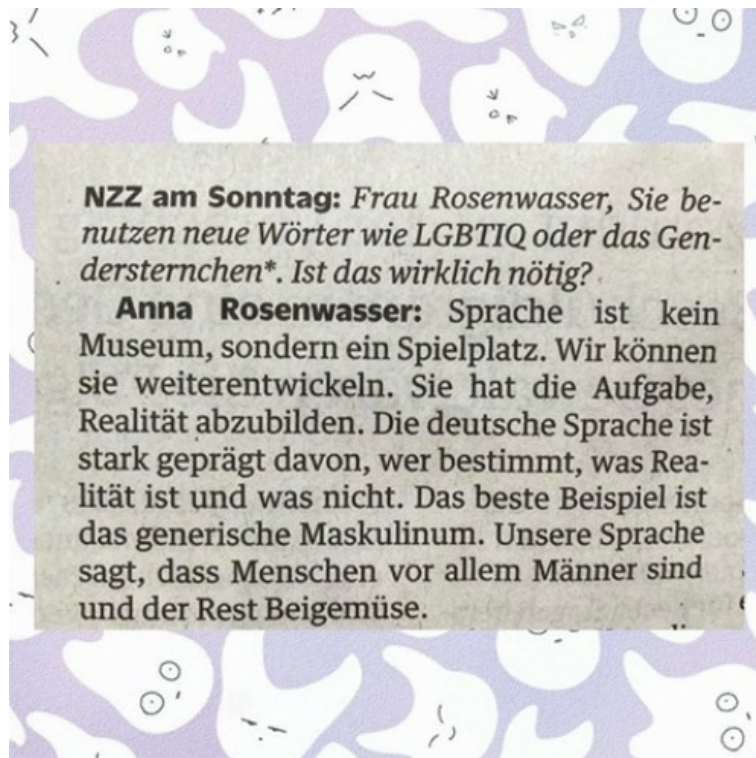 NZZ am Sonntag: Frau Rosenwasser, Sie be-
nutzen neue Wörter wie LGBTIQ oder das Gen-
dersternchen*. Ist das wirklich nötig?
Anna Rosenwasser: Sprache ist kein
Museum, sondern ein Spielplatz. Wir können
sie weiterentwickeln. Sie hat die Aufgabe,
Realität abzubilden. Die deutsche Sprache ist
stark geprägt davon, wer bestimmt, was Rea-
lität ist und was nicht. Das beste Beispiel ist
das generische Maskulinum. Unsere Sprache
sagt, dass Menschen vor allem Männer sind
und der Rest Beigemüse.